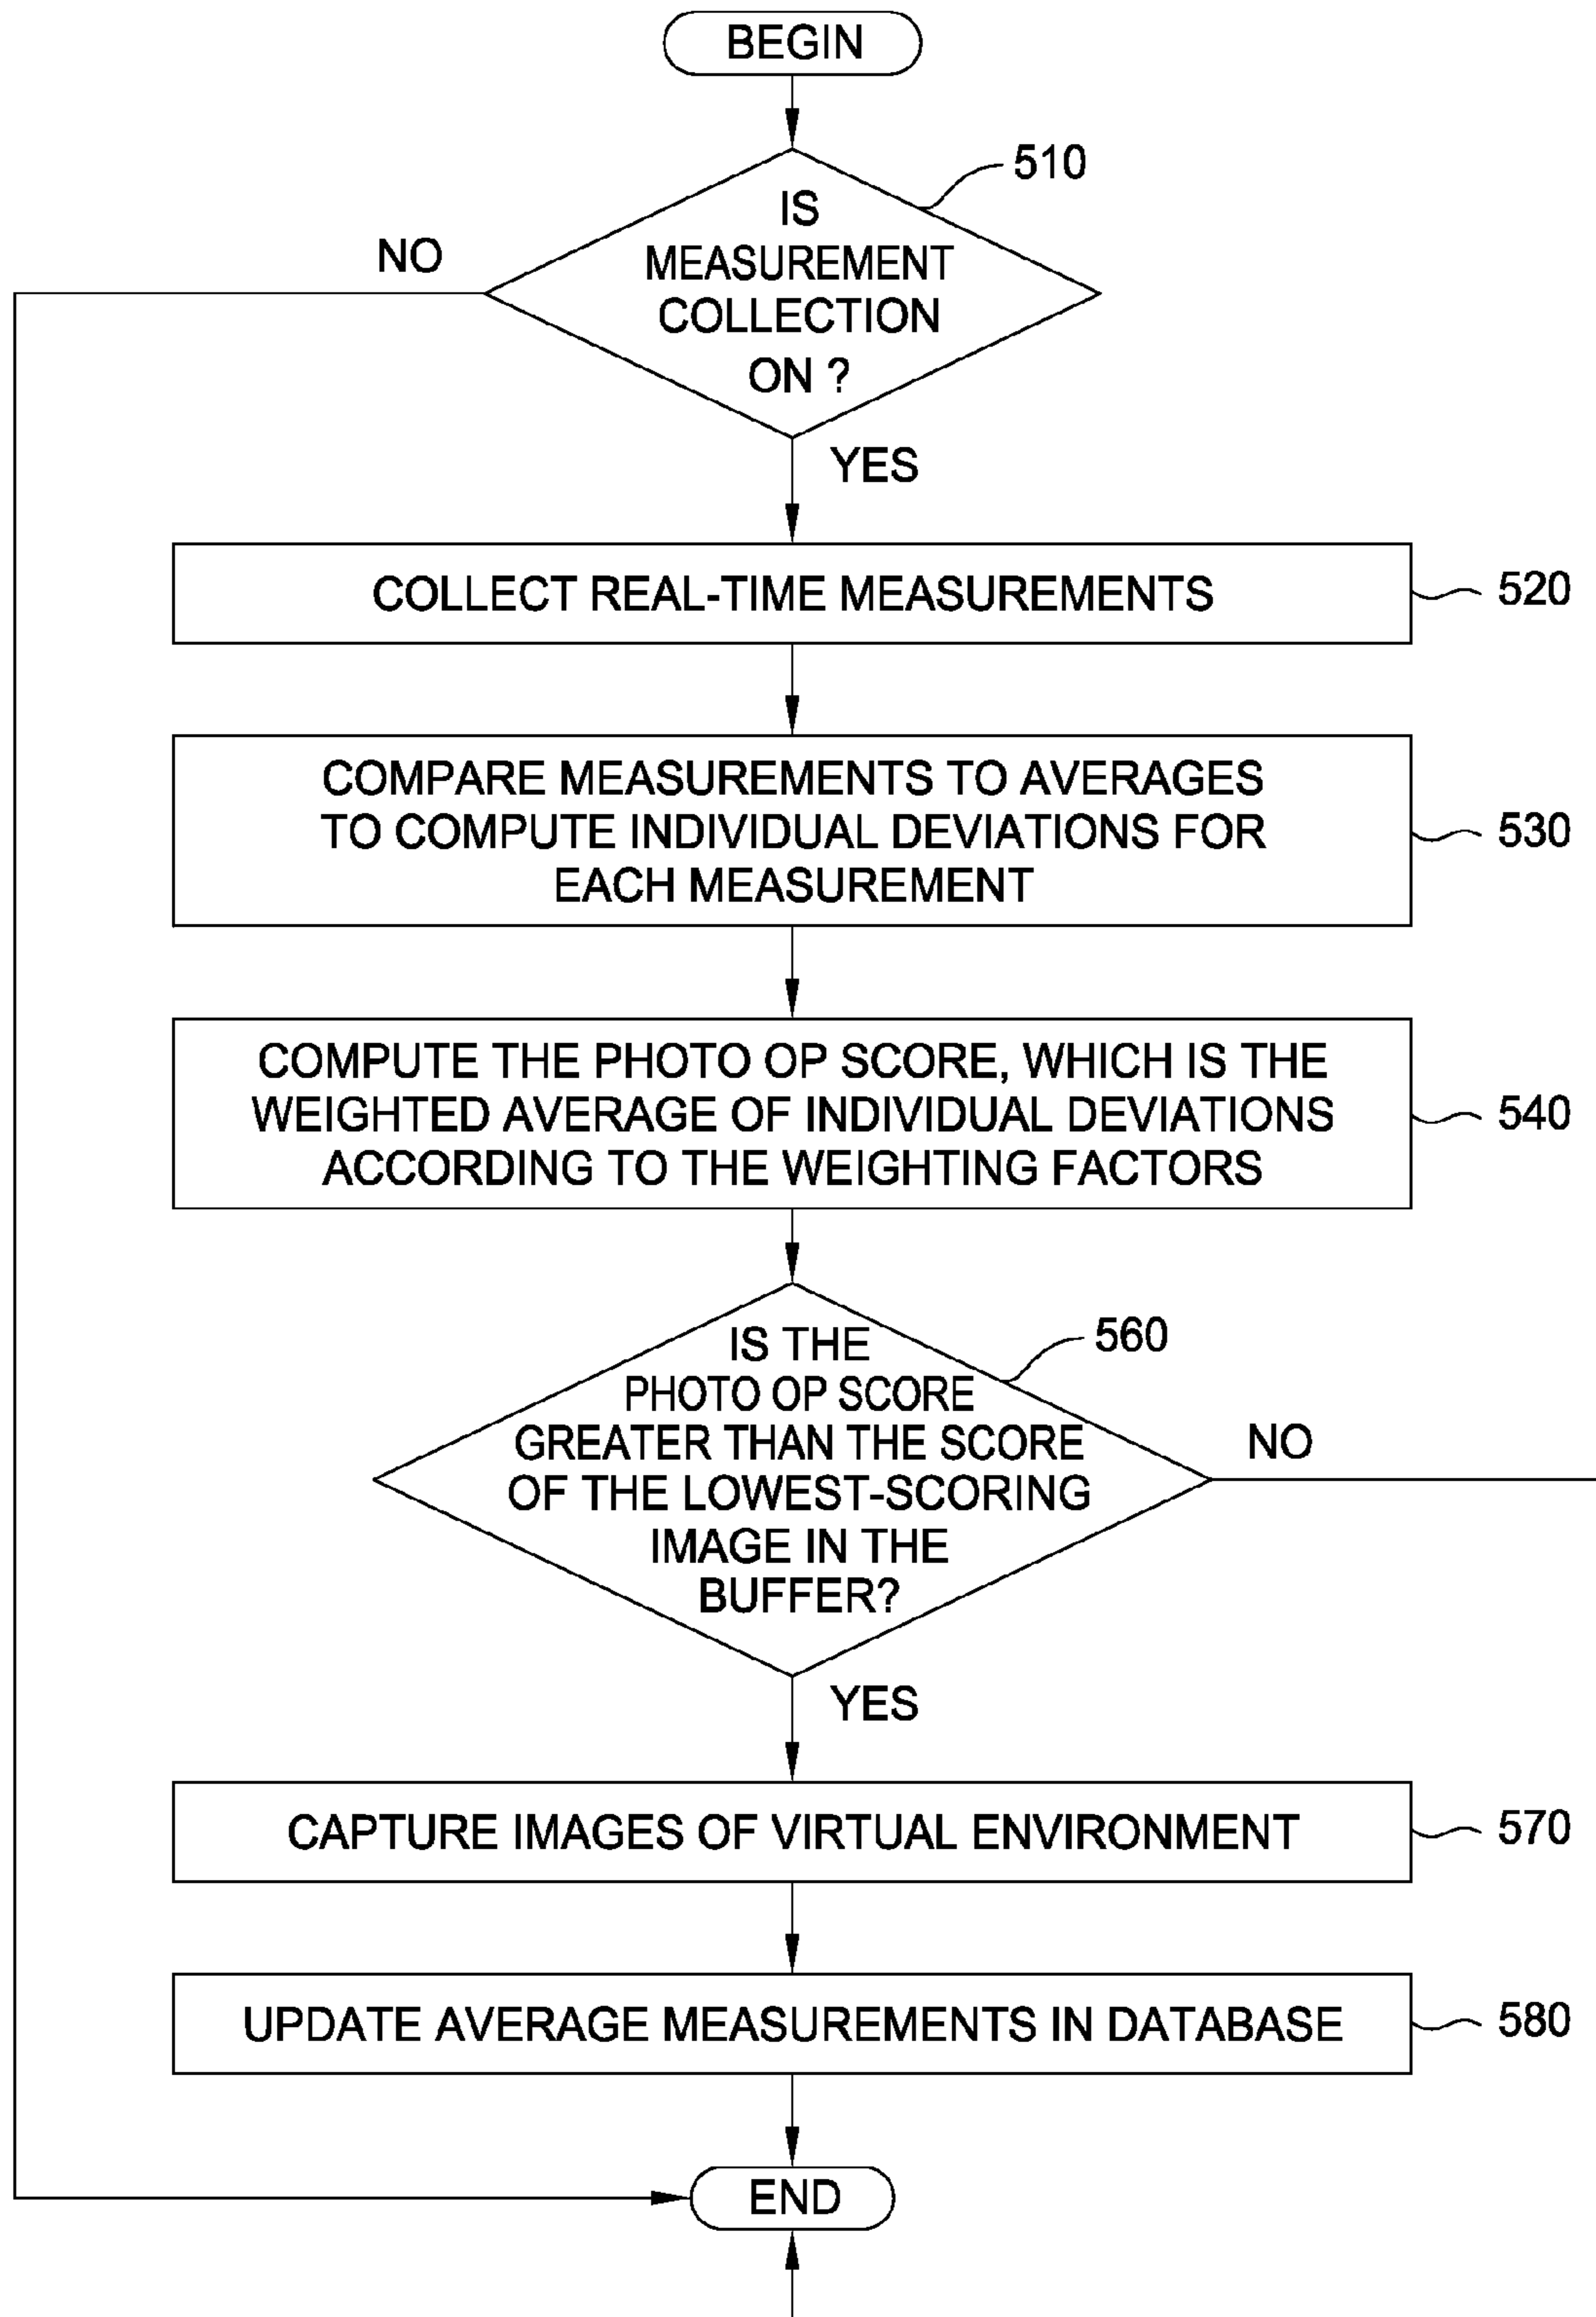 BEGIN
510
IS
MEASUREMENT
COLLECTION
ON ?
NO
YES
COLLECT REAL-TIME MEASUREMENTS
520
COMPARE MEASUREMENTS TO AVERAGES
TO COMPUTE INDIVIDUAL DEVIATIONS FOR
EACH MEASUREMENT
530
COMPUTE THE PHOTO OP SCORE, WHICH IS THE
WEIGHTED AVERAGE OF INDIVIDUAL DEVIATIONS
ACCORDING TO THE WEIGHTING FACTORS
540
IS THE
PHOTO OP SCORE
GREATER THAN THE SCORE
OF THE LOWEST-SCORING
IMAGE IN THE
BUFFER?
560
NO
YES
CAPTURE IMAGES OF VIRTUAL ENVIRONMENT
570
UPDATE AVERAGE MEASUREMENTS IN DATABASE
580
END